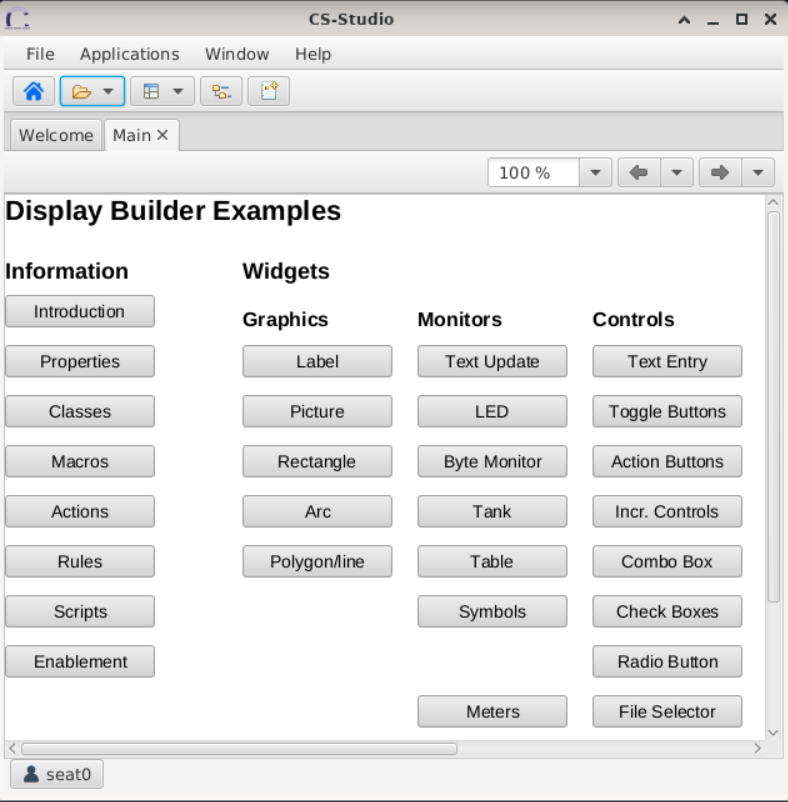 CS-Studio
File Applications Window Help
Welcome Main
100 %
Display Builder Examples
Information Widgets
Introduction Graphics Monitors Controls
Properties Label Text Update Text Entry
Classes Picture LED Toggle Buttons
Macros Rectangle Byte Monitor Action Buttons
Actions Arc Tank Incr. Controls
Rules Polygon/line Table Combo Box
Scripts Symbols Check Boxes
Enablement Radio Button
Meters File Selector
seat0